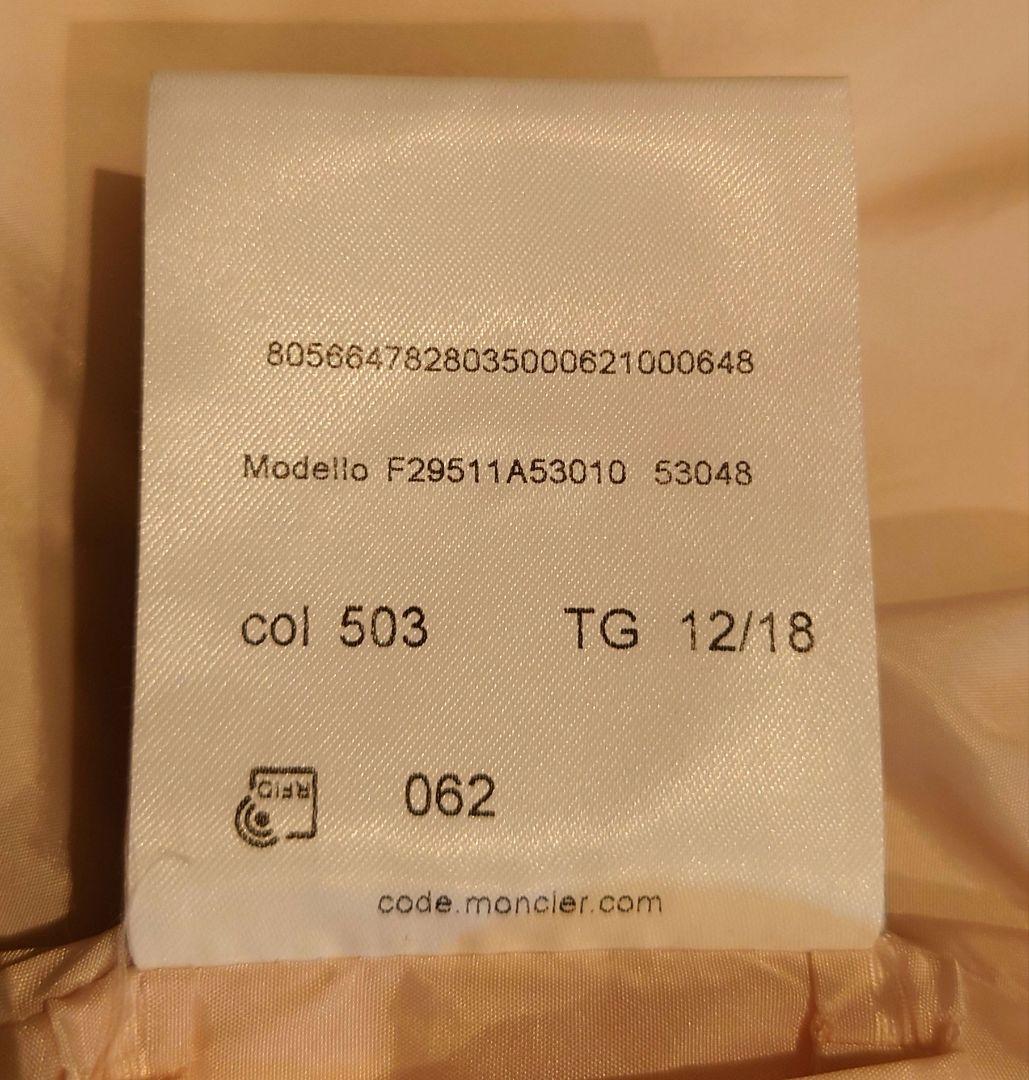 8056647828035000621000648
Modello F29511A53010 53048
col 503 TG 12/18
RFID
062
code.moncler.com